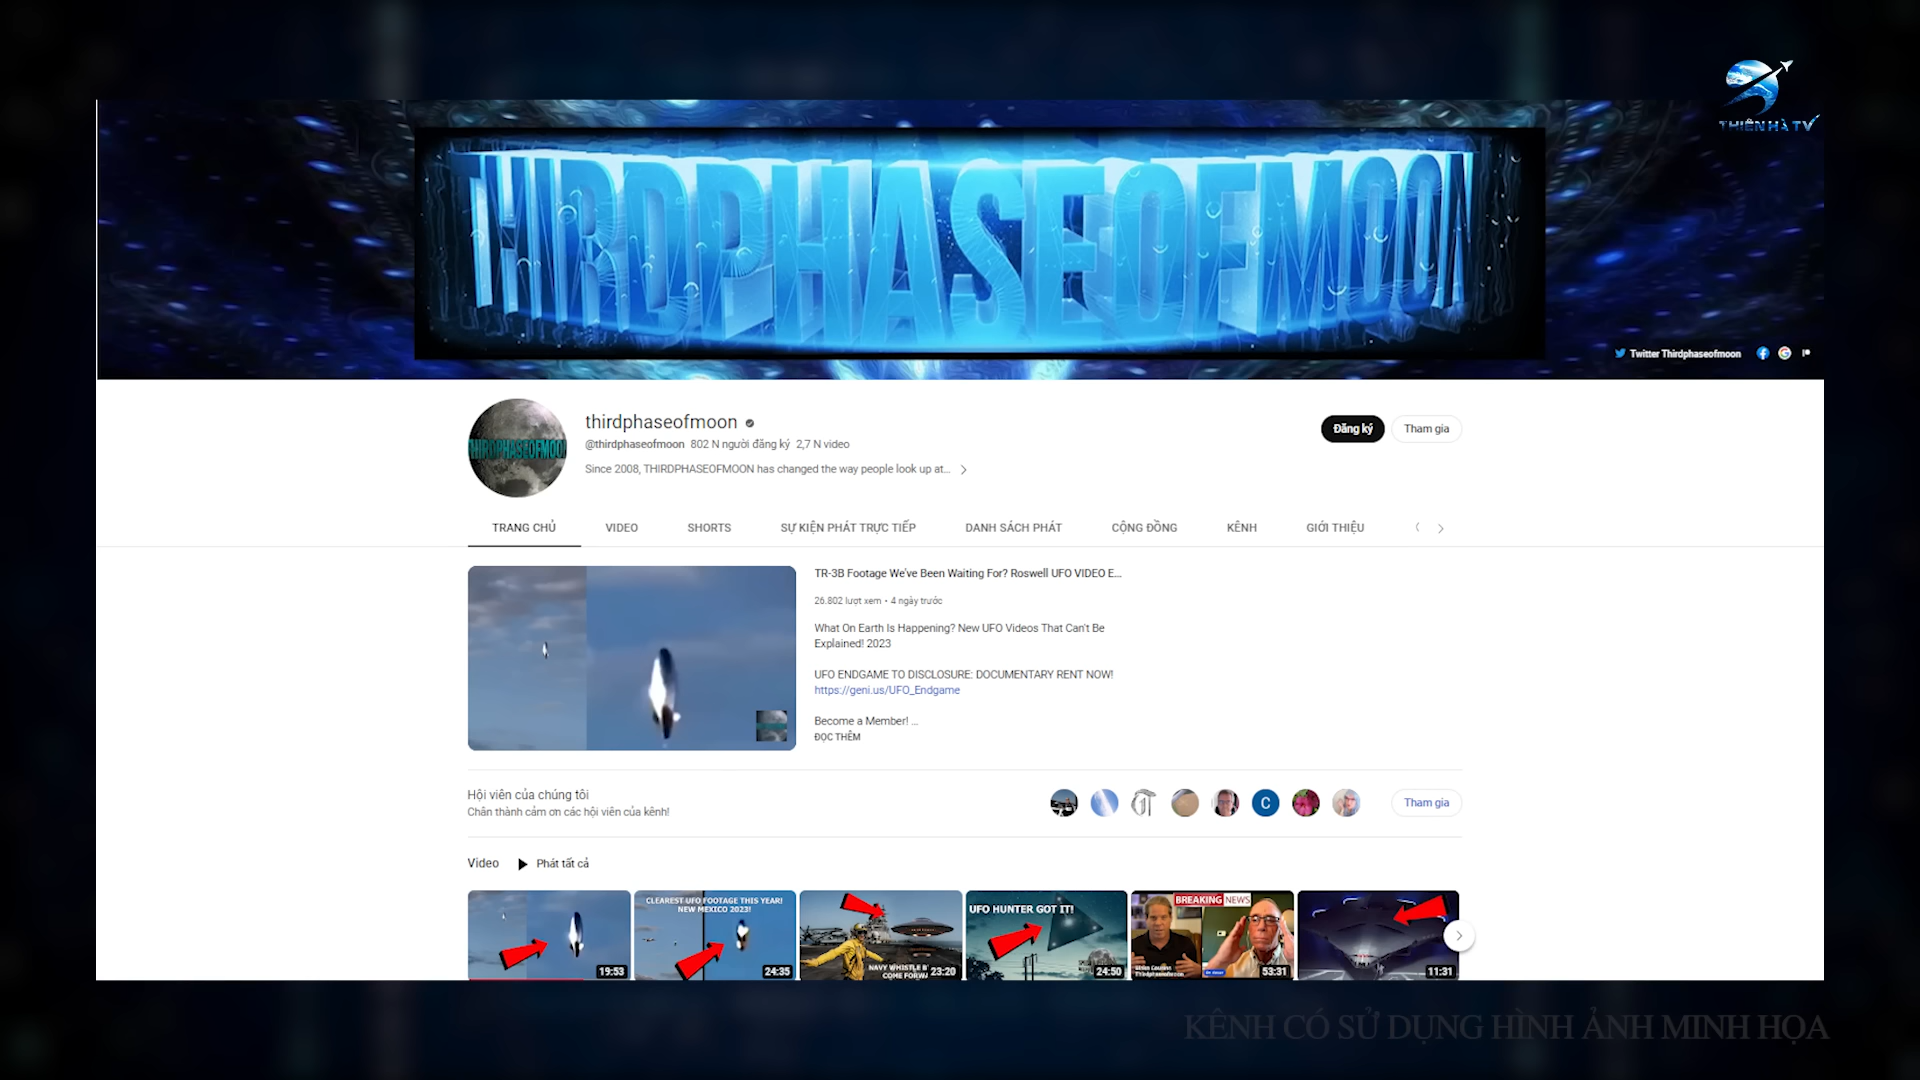 THIÊN HÀ TV
THIRDPHASEOFMOON
Twitter Thirdphaseofmoon
THIRDPHASEOFMOON
thirdphaseofmoon
@thirdphaseofmoon 802 N người đăng ký 2,7 N video
Since 2008, THIRDPHASEOFMOON has changed the way people look up at...
Đăng ký
Tham gia
TRANG CHỦ VIDEO SHORTS SỰ KIỆN PHÁT TRỰC TIẾP DANH SÁCH PHÁT CỘNG ĐỒNG KÊNH GIỚI THIỆU
TR-3B Footage We've Been Waiting For? Roswell UFO VIDEO E...
26.802 lượt xem • 4 ngày trước
What On Earth Is Happening? New UFO Videos That Can't Be
Explained! 2023
UFO ENDGAME TO DISCLOSURE: DOCUMENTARY RENT NOW!
https://geni.us/UFO_Endgame
Become a Member! ...
ĐỌC THÊM
Hội viên của chúng tôi
Chân thành cảm ơn các hội viên của kênh!
C
Tham gia
Video Phát tất cả
19:53
CLEAREST UFO FOOTAGE THIS YEAR!
NEW MEXICO 2023!
24:35
NAVY WHISTLE B
COME FORW
23:20
UFO HUNTER GOT IT!
24:50
BREAKING NEWS
Thirdphaseofmoon
53:31
11:31
KÊNH CÓ SỬ DỤNG HÌNH ẢNH MINH HỌA